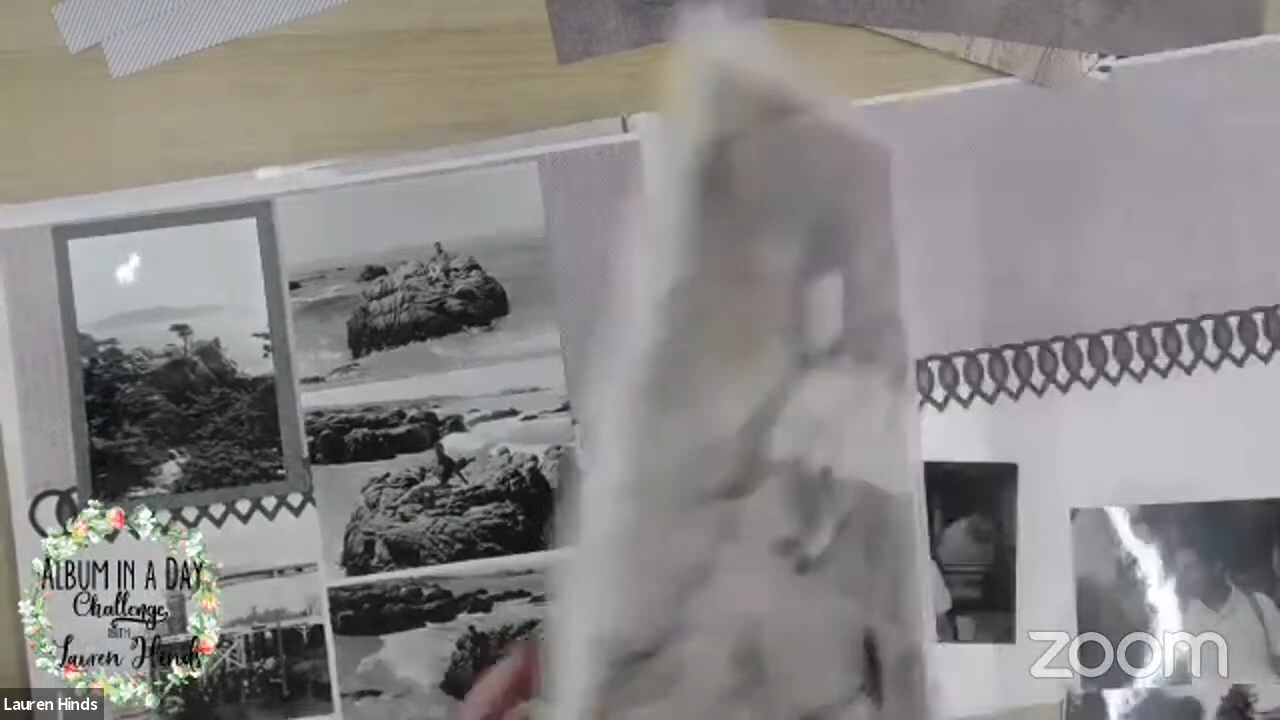 ALBUM IN A DAY
Challenge
WITH
Lauren Hinds
zoom
Lauren Hinds